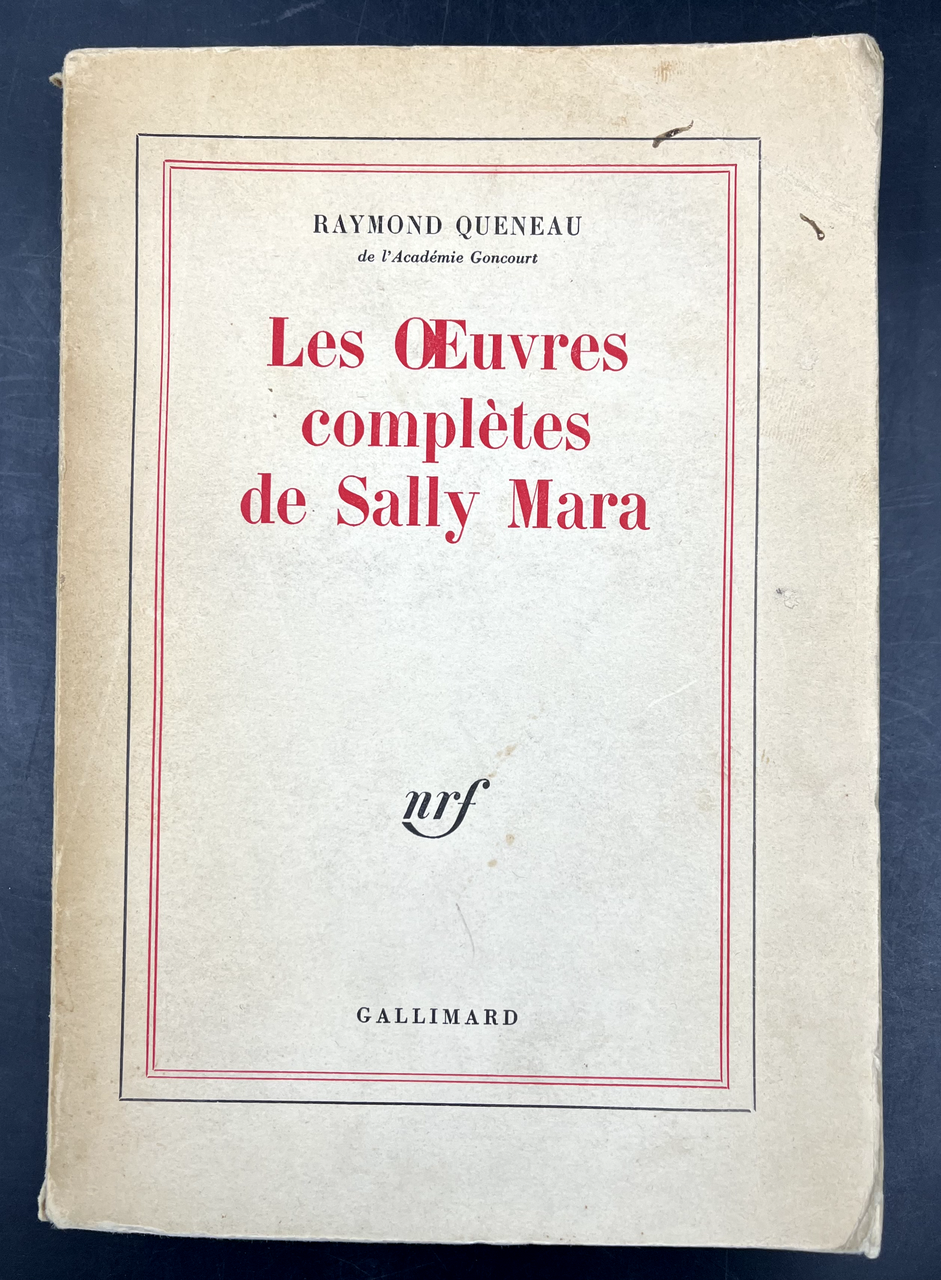 RAYMOND QUENEAU
de l'Académie Goncourt
Les Œuvres
complètes
de Sally Mara
nrf
GALLIMARD